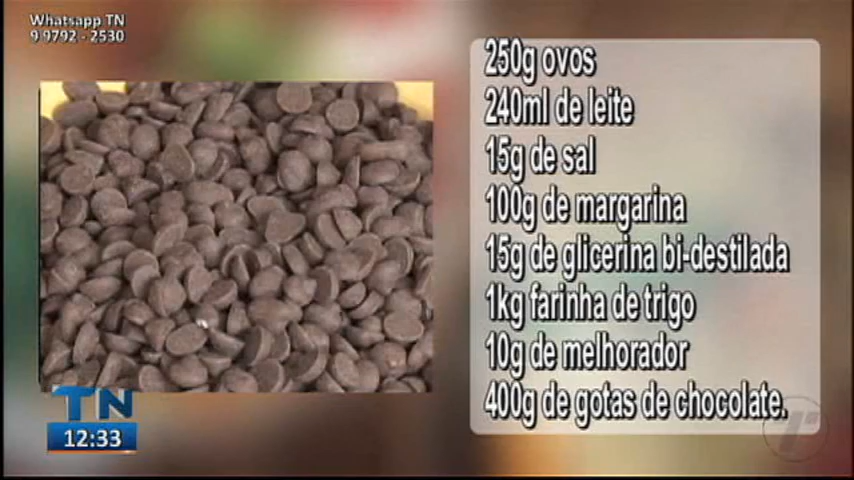 Whatsapp TN
9 9792 - 2530
250g ovos
240ml de leite
15g de sal
100g de margarina
15g de glicerina bi-destilada
1kg farinha de trigo
10g de melhorador
400g de gotas de chocolate.
TN
12:33